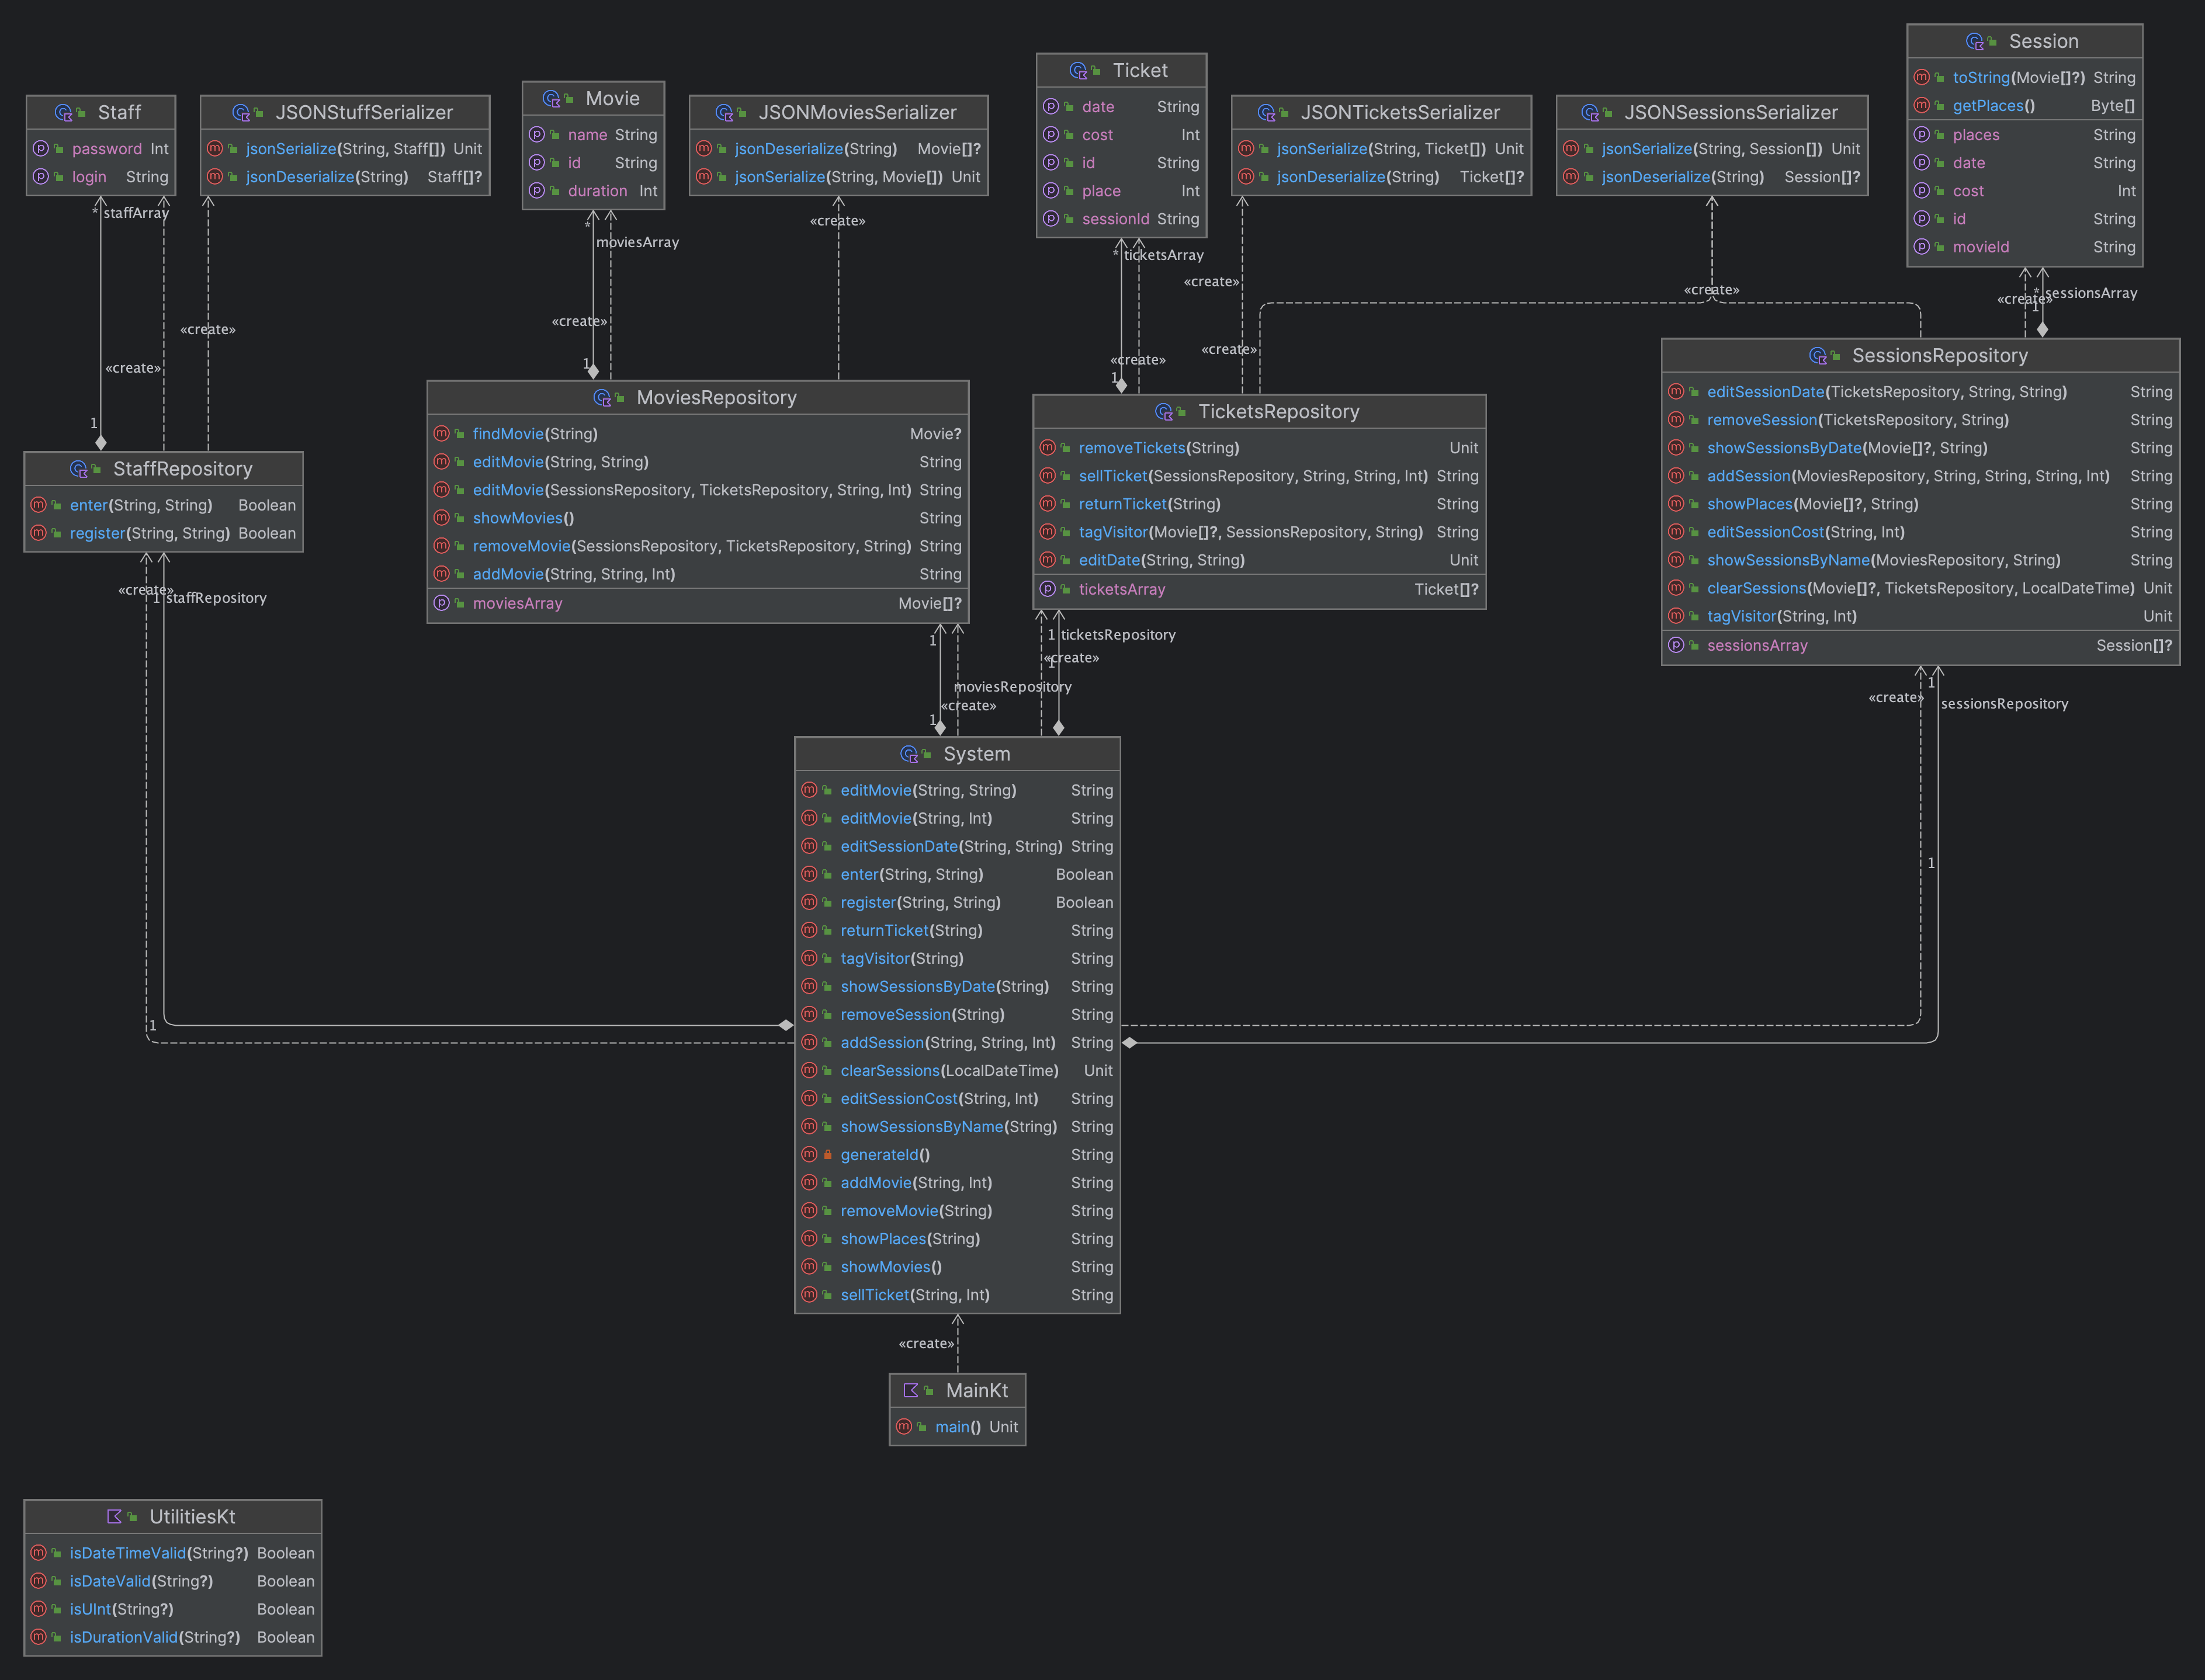 Staff
password Int
login String
JSONStuffSerializer
jsonSerialize(String, Staff[]) Unit
jsonDeserialize(String) Staff[]?
Movie
name String
id String
duration Int
JSONMoviesSerializer
jsonDeserialize(String) Movie[]?
jsonSerialize(String, Movie[]) Unit
Ticket
date String
cost Int
id String
place Int
sessionId String
JSONTicketsSerializer
jsonSerialize(String, Ticket[]) Unit
jsonDeserialize(String) Ticket[]?
JSONSessionsSerializer
jsonSerialize(String, Session[]) Unit
jsonDeserialize(String) Session[]?
Session
toString(Movie[]?) String
getPlaces() Byte[]
places String
date String
cost Int
id String
movieId String
* staffArray
«create»
«create»
1
*
moviesArray
«create»
1
«create»
* ticketsArray
«create»
1
«create»
«create»
«create»
«create»
* sessionsArray
1
StaffRepository
enter(String, String) Boolean
register(String, String) Boolean
MoviesRepository
findMovie(String) Movie?
editMovie(String, String) String
editMovie(SessionsRepository, TicketsRepository, String, Int) String
showMovies() String
removeMovie(SessionsRepository, TicketsRepository, String) String
addMovie(String, String, Int) String
moviesArray Movie[]?
TicketsRepository
removeTickets(String) Unit
sellTicket(SessionsRepository, String, String, Int) String
returnTicket(String) String
tagVisitor(Movie[]?, SessionsRepository, String) String
editDate(String, String) Unit
ticketsArray Ticket[]?
SessionsRepository
editSessionDate(TicketsRepository, String, String) String
removeSession(TicketsRepository, String) String
showSessionsByDate(Movie[]?, String) String
addSession(MoviesRepository, String, String, String, Int) String
showPlaces(Movie[]?, String) String
editSessionCost(String, Int) String
showSessionsByName(MoviesRepository, String) String
clearSessions(Movie[]?, TicketsRepository, LocalDateTime) Unit
tagVisitor(String, Int) Unit
sessionsArray Session[]?
«create»
1 staffRepository
1
1
moviesRepository
«create»
1
1 ticketsRepository
«create»
1
«create»
1
sessionsRepository
1
System
editMovie(String, String) String
editMovie(String, Int) String
editSessionDate(String, String) String
enter(String, String) Boolean
register(String, String) Boolean
returnTicket(String) String
tagVisitor(String) String
showSessionsByDate(String) String
removeSession(String) String
addSession(String, String, Int) String
clearSessions(LocalDateTime) Unit
editSessionCost(String, Int) String
showSessionsByName(String) String
generateId() String
addMovie(String, Int) String
removeMovie(String) String
showPlaces(String) String
showMovies() String
sellTicket(String, Int) String
«create»
MainKt
main() Unit
UtilitiesKt
isDateTimeValid(String?) Boolean
isDateValid(String?) Boolean
isUInt(String?) Boolean
isDurationValid(String?) Boolean